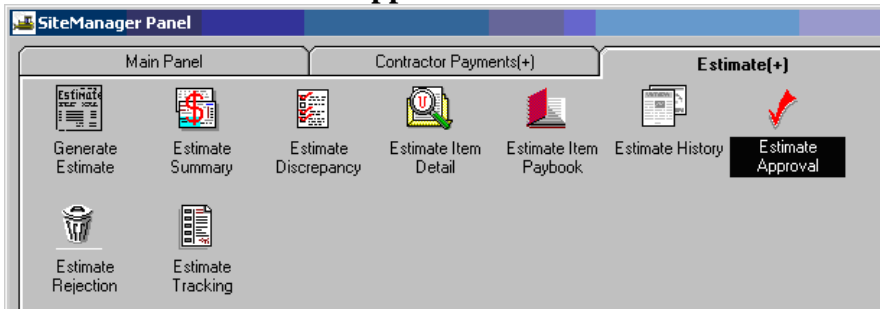 SiteManager Panel
Main Panel
Contractor Payments(+)
Estimate(+)
Generate Estimate
Estimate Summary
Estimate Discrepancy
Estimate Item Detail
Estimate Item Paybook
Estimate History
Estimate Approval
Estimate Rejection
Estimate Tracking